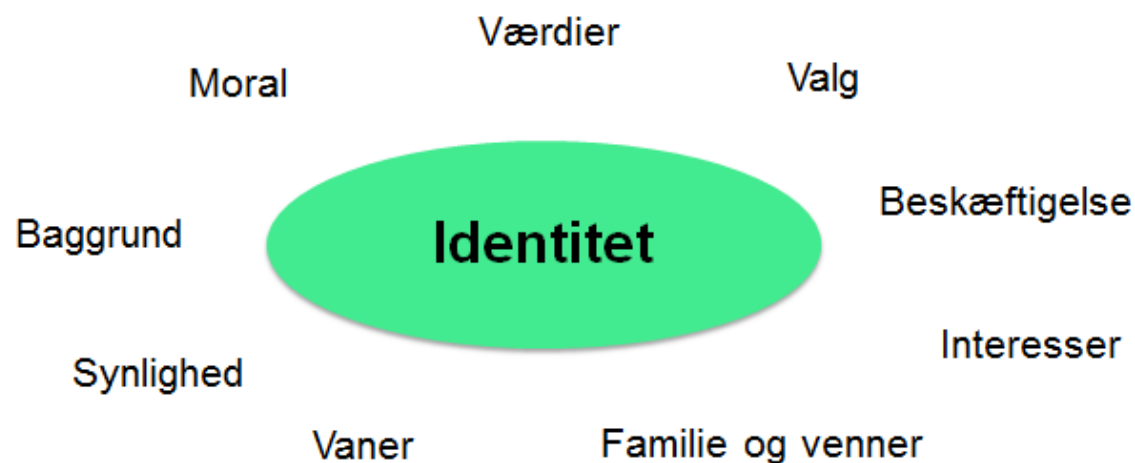 Værdier
Moral
Valg
Beskæftigelse
Baggrund
Identitet
Interesser
Synlighed
Vaner
Familie og venner